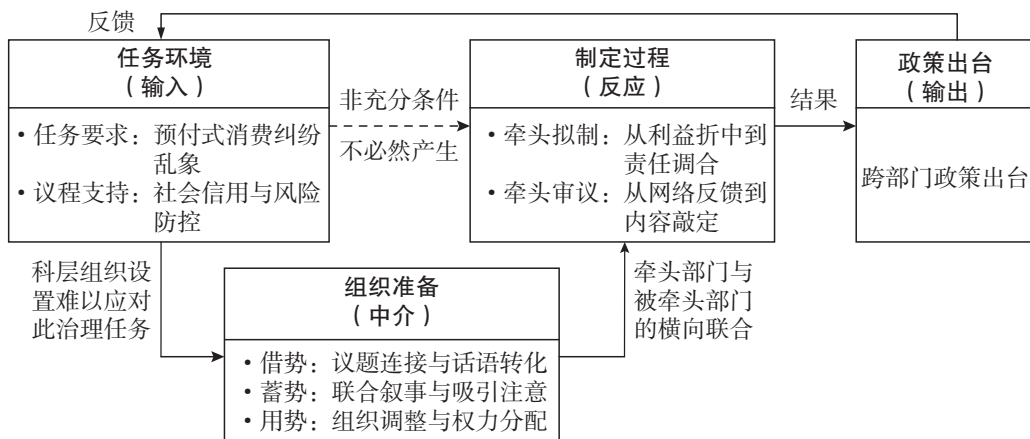 反馈
任务环境
（输入）
• 任务要求：预付式消费纠纷
乱象
• 议程支持：社会信用与风险
防控
非充分条件
不必然产生
制定过程
（反应）
• 牵头拟制：从利益折中到
责任调合
• 牵头审议：从网络反馈到
内容敲定
结果
政策出台
（输出）
跨部门政策出台
科层组织设
置难以应对
此治理任务
组织准备
（中介）
• 借势：议题连接与话语转化
• 蓄势：联合叙事与吸引注意
• 用势：组织调整与权力分配
牵头部门与
被牵头部门
的横向联合